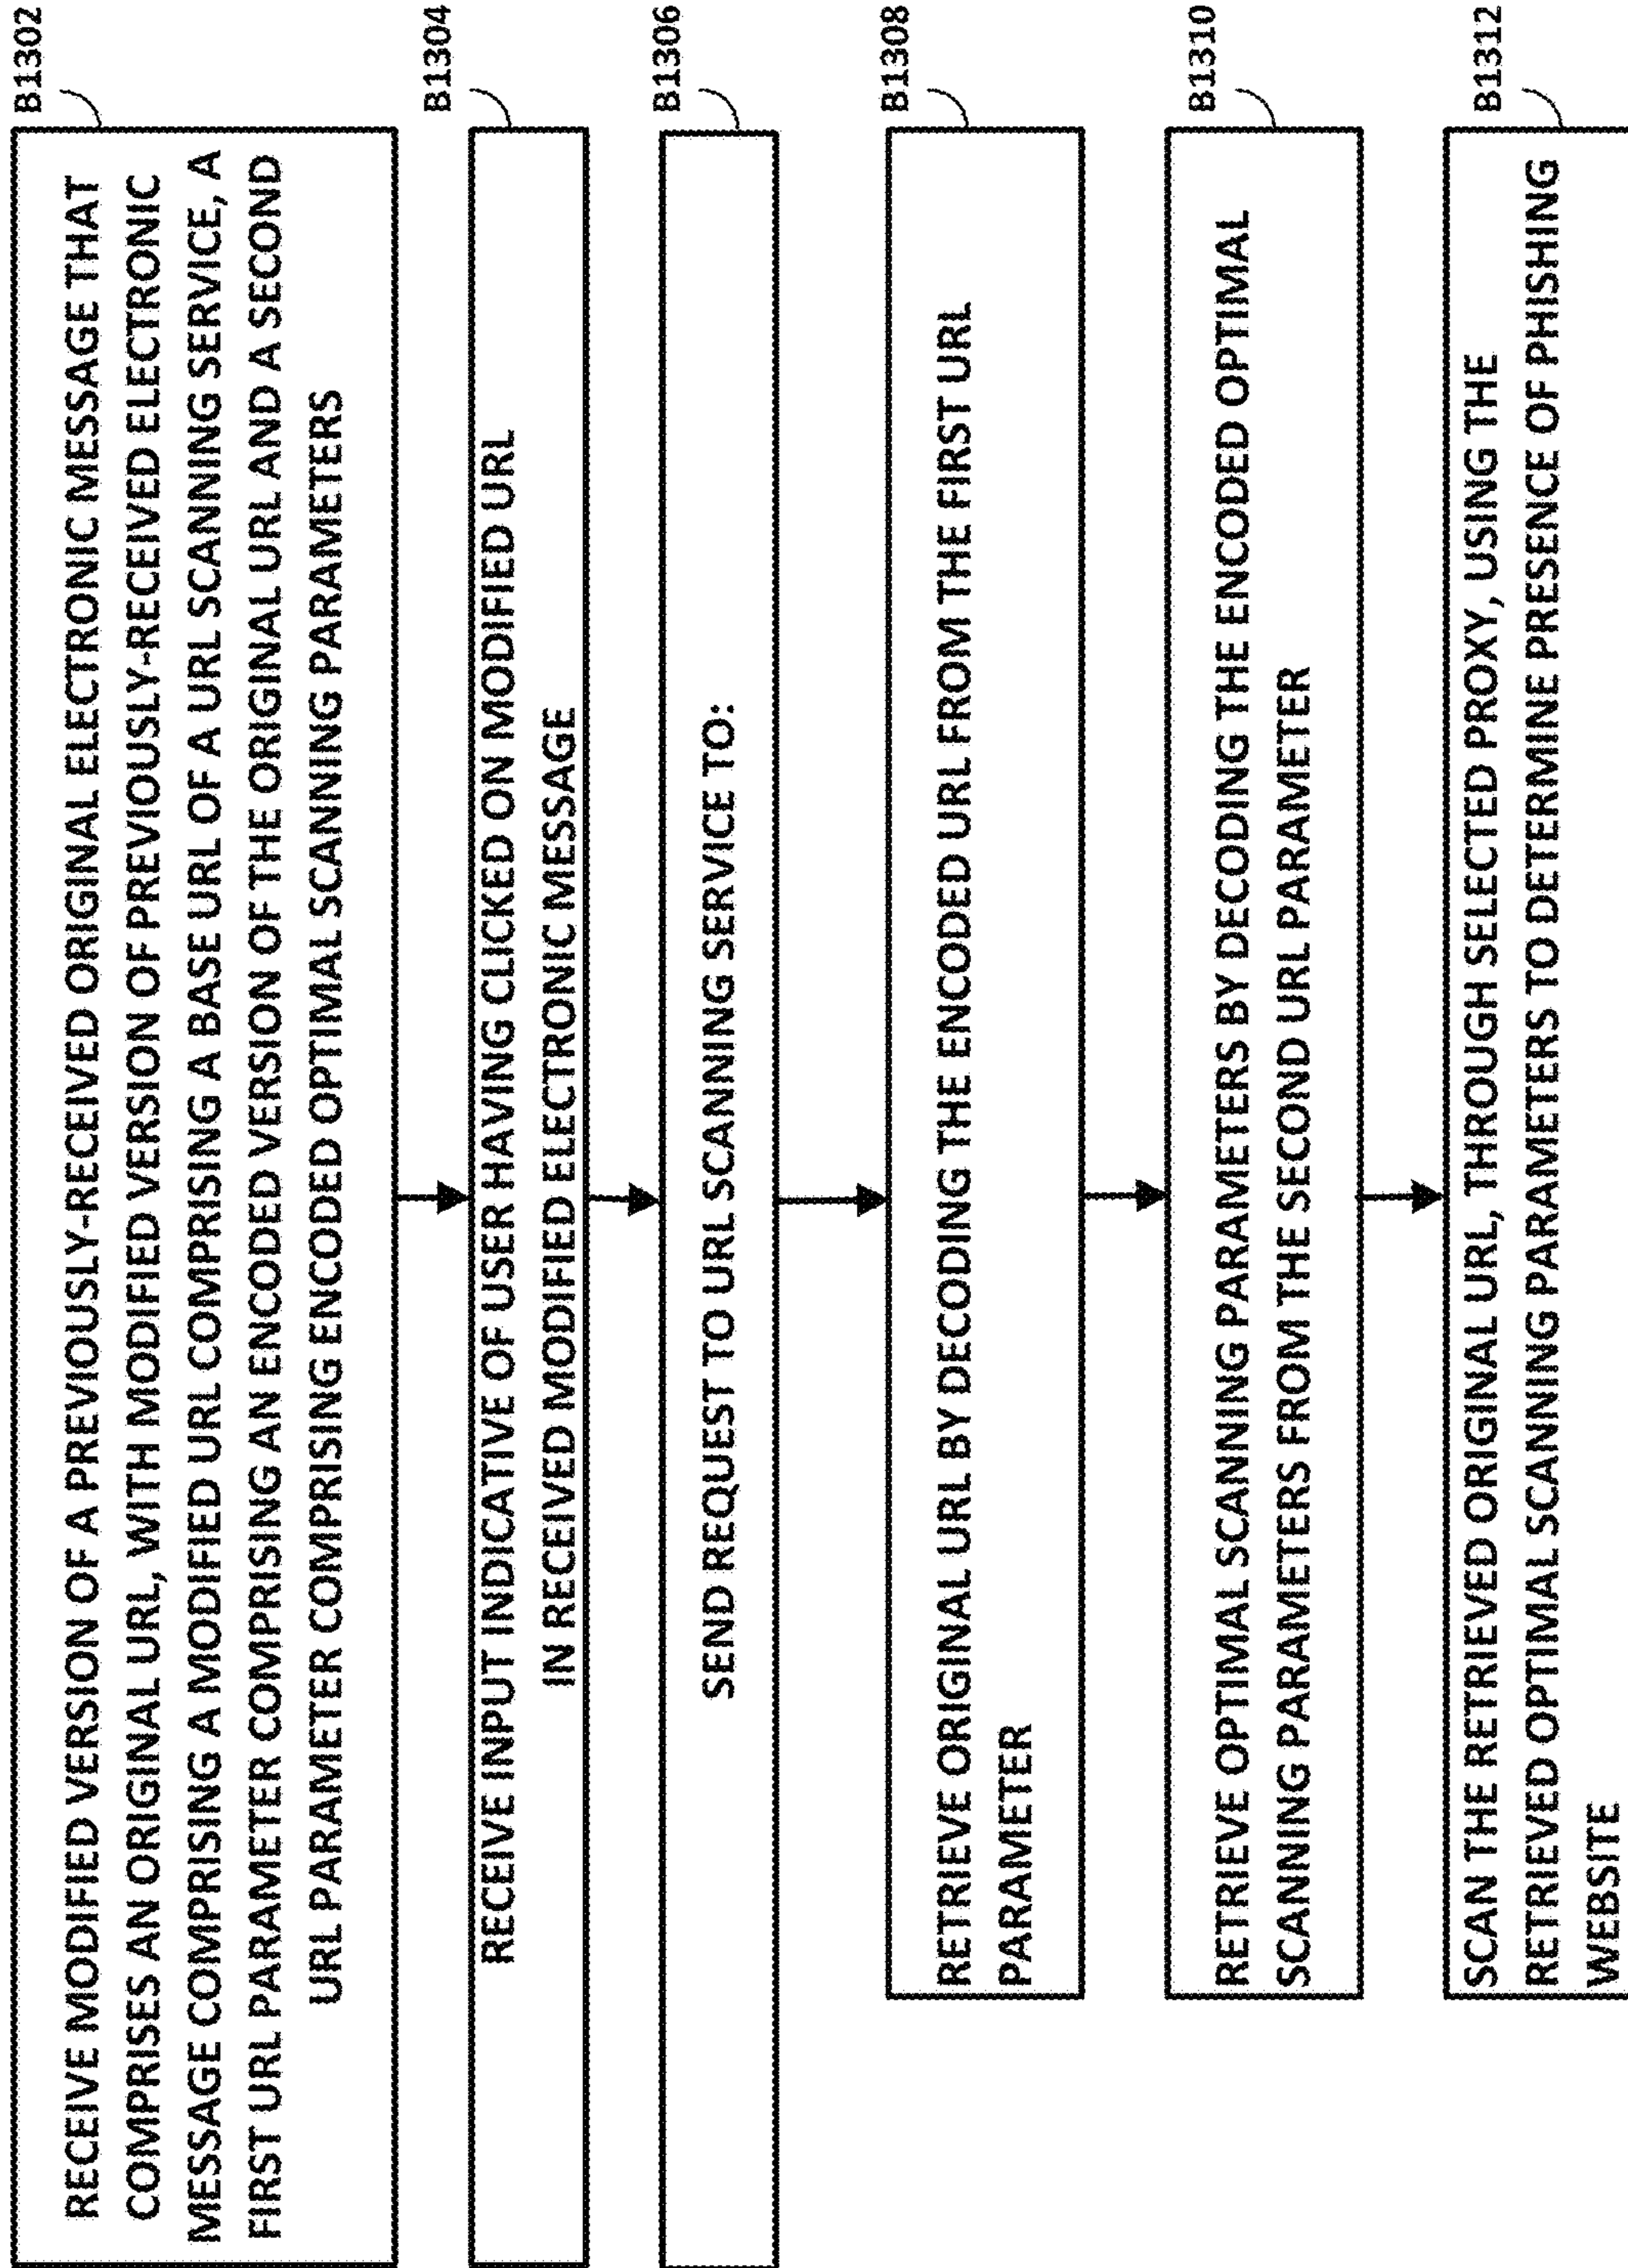 B1302
RECEIVE MODIFIED VERSION OF A PREVIOUSLY-RECEIVED ORIGINAL ELECTRONIC MESSAGE THAT
COMPRISES AN ORIGINAL URL, WITH MODIFIED VERSION OF PREVIOUSLY-RECEIVED ELECTRONIC
MESSAGE COMPRISING A MODIFIED URL COMPRISING A BASE URL OF A URL SCANNING SERVICE, A
FIRST URL PARAMETER COMPRISING AN ENCODED VERSION OF THE ORIGINAL URL AND A SECOND
URL PARAMETER COMPRISING ENCODED OPTIMAL SCANNING PARAMETERS
B1304
RECEIVE INPUT INDICATIVE OF USER HAVING CLICKED ON MODIFIED URL
IN RECEIVED MODIFIED ELECTRONIC MESSAGE
B1306
SEND REQUEST TO URL SCANNING SERVICE TO:
B1308
RETRIEVE ORIGINAL URL BY DECODING THE ENCODED URL FROM THE FIRST URL
PARAMETER
B1310
RETRIEVE OPTIMAL SCANNING PARAMETERS BY DECODING THE ENCODED OPTIMAL
SCANNING PARAMETERS FROM THE SECOND URL PARAMETER
B1312
SCAN THE RETRIEVED ORIGINAL URL, THROUGH SELECTED PROXY, USING THE
RETRIEVED OPTIMAL SCANNING PARAMETERS TO DETERMINE PRESENCE OF PHISHING
WEBSITE